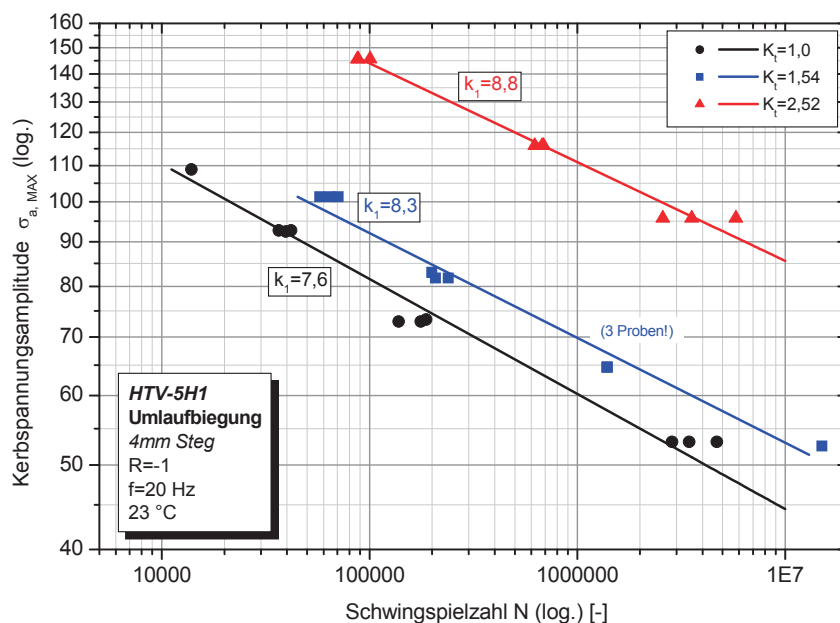 160
150
140
130
120
110
100
90
80
70
60
50
40
Kerbspannungsamplitude σa, MAX (log.)
Kt=1,0
Kt=1,54
Kt=2,52
k1=8,8
k1=8,3
k1=7,6
(3 Proben!)
HTV-5H1
Umlaufbiegung
4mm Steg
R=-1
f=20 Hz
23 °C
10000 100000 1000000 1E7
Schwingspielzahl N (log.) [-]